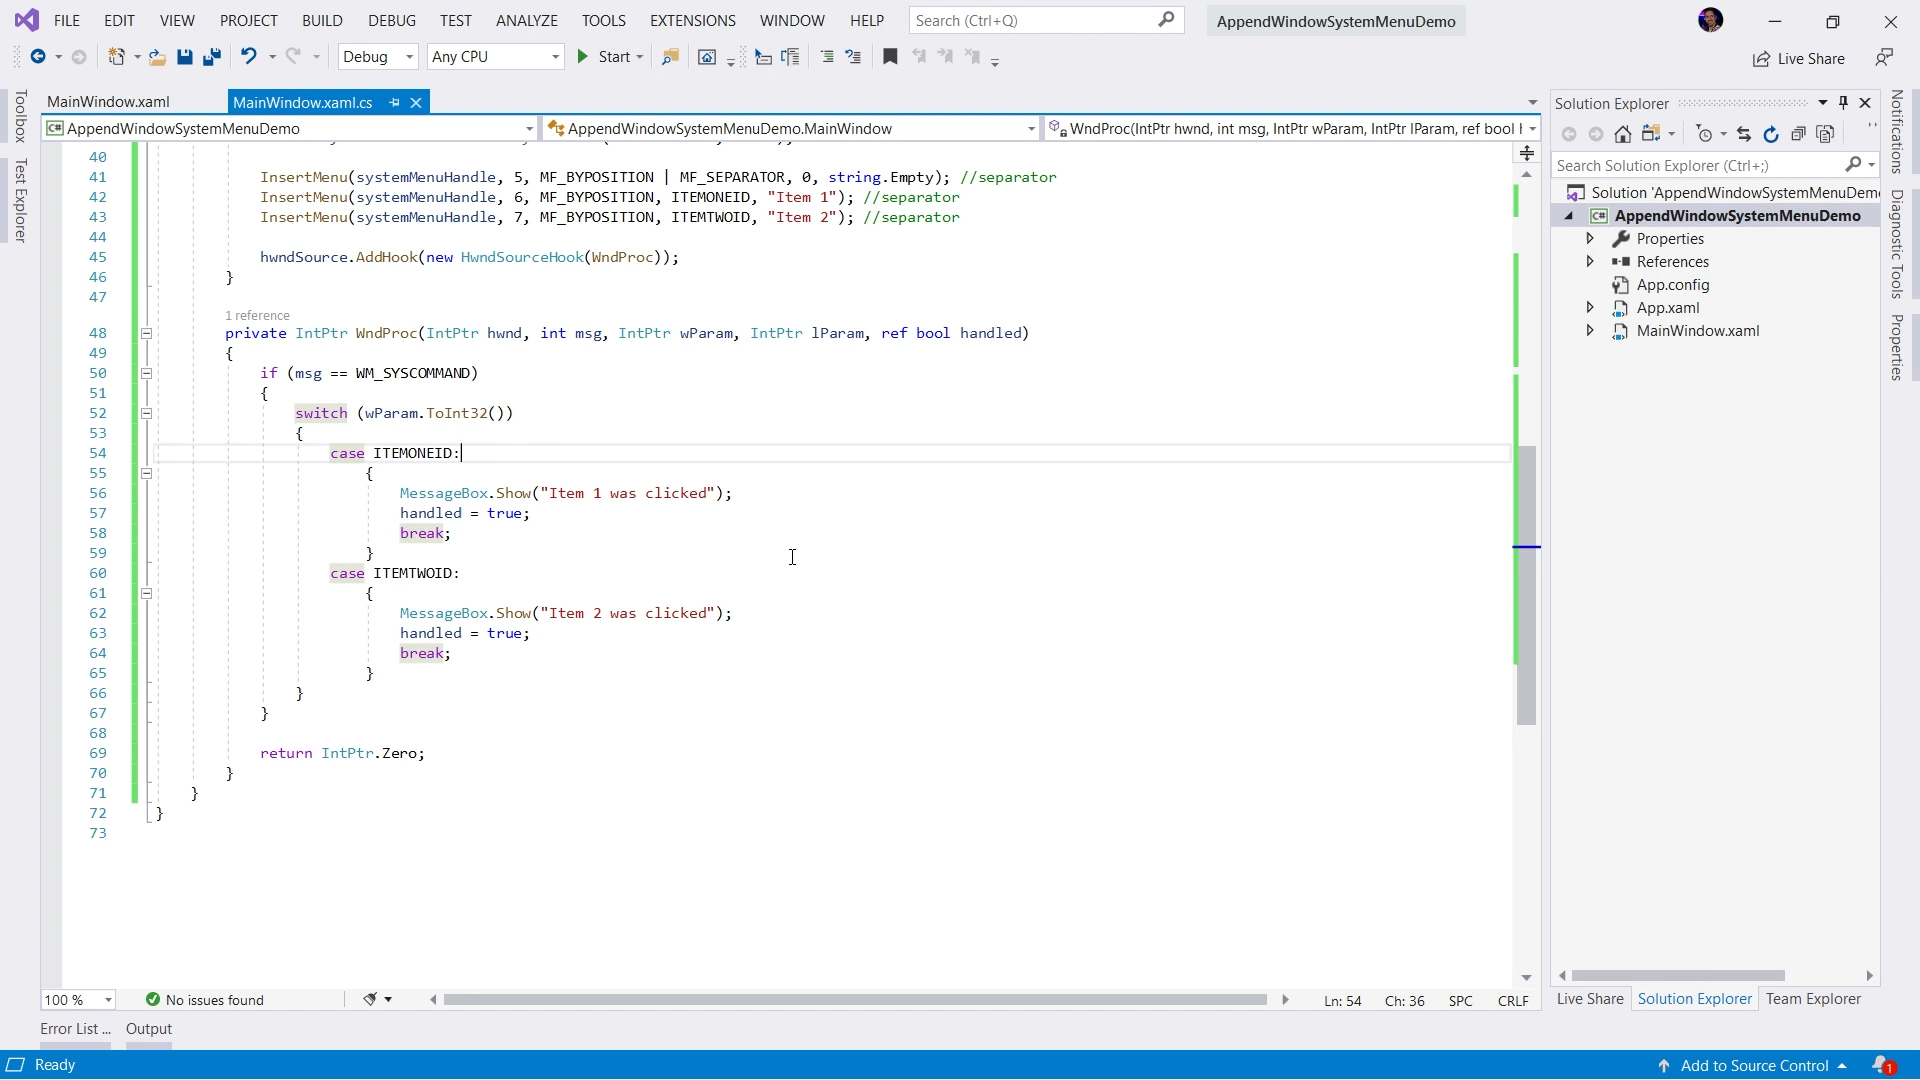 FILE EDIT VIEW PROJECT BUILD DEBUG TEST ANALYZE TOOLS EXTENSIONS WINDOW HELP Search (Ctrl+Q) AppendWindowSystemMenuDemo
Debug Any CPU Start Live Share
Toolbox
Test Explorer
MainWindow.xaml MainWindow.xaml.cs
AppendWindowSystemMenuDemo AppendWindowSystemMenuDemo.MainWindow WndProc(IntPtr hwnd, int msg, IntPtr wParam, IntPtr lParam, ref bool
40
41 InsertMenu(systemMenuHandle, 5, MF_BYPOSITION | MF_SEPARATOR, 0, string.Empty); //separator
42 InsertMenu(systemMenuHandle, 6, MF_BYPOSITION, ITEMONEID, "Item 1"); //separator
43 InsertMenu(systemMenuHandle, 7, MF_BYPOSITION, ITEMTWOID, "Item 2"); //separator
44
45 hwndSource.AddHook(new HwndSourceHook(WndProc));
46 }
47
1 reference
48 private IntPtr WndProc(IntPtr hwnd, int msg, IntPtr wParam, IntPtr lParam, ref bool handled)
49 {
50 if (msg == WM_SYSCOMMAND)
51 {
52 switch (wParam.ToInt32())
53 {
54 case ITEMONEID:
55 {
56 MessageBox.Show("Item 1 was clicked");
57 handled = true;
58 break;
59 }
60 case ITEMTWOID:
61 {
62 MessageBox.Show("Item 2 was clicked");
63 handled = true;
64 break;
65 }
66 }
67 }
68
69 return IntPtr.Zero;
70 }
71 }
72 }
73
100 % No issues found Ln: 54 Ch: 36 SPC CRLF
Error List ... Output
Solution Explorer
Search Solution Explorer (Ctrl+;)
Solution 'AppendWindowSystemMenuDem
AppendWindowSystemMenuDemo
Properties
References
App.config
App.xaml
MainWindow.xaml
Live Share Solution Explorer Team Explorer
Notifications
Diagnostic Tools
Properties
Ready Add to Source Control 1